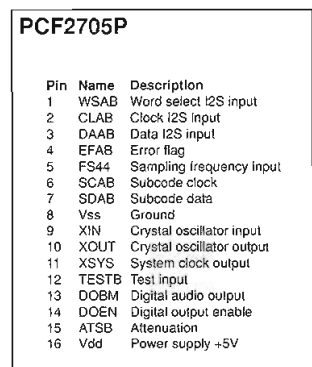 PCF2705P
Pin Name Description
1 WSAB Word select I2S input
2 CLAB Clock I2S input
3 DAAB Data I2S input
4 EFAB Error flag
5 FS44 Sampling frequency input
6 SCAB Subcode clock
7 SDAB Subcode data
8 Vss Ground
9 XIN Crystal oscillator input
10 XOUT Crystal oscillator output
11 XSYS System clock output
12 TESTB Test input
13 DOBM Digital audio output
14 DOEN Digital output enable
15 ATSB Attenuation
16 Vdd Power supply +5V